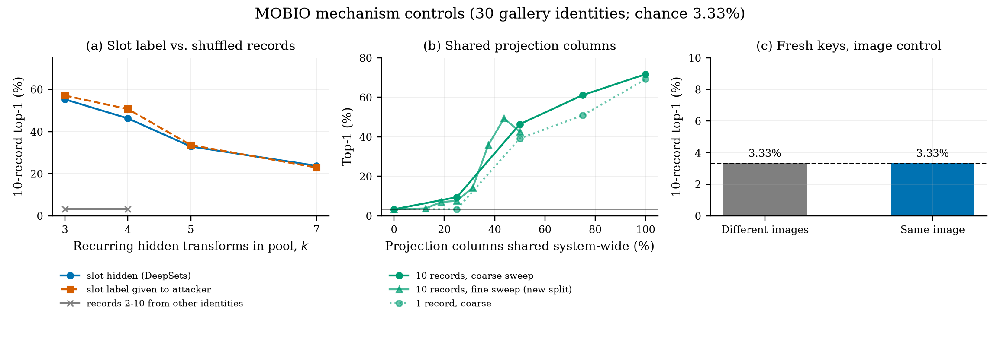 MOBIO mechanism controls (30 gallery identities; chance 3.33%)
(a) Slot label vs. shuffled records
10-record top-1 (%)
60
40
20
0
3 4 5 7
Recurring hidden transforms in pool, k
slot hidden (DeepSets)
slot label given to attacker
records 2-10 from other identities
(b) Shared projection columns
Top-1 (%)
80
60
40
20
0
0 20 40 60 80 100
Projection columns shared system-wide (%)
10 records, coarse sweep
10 records, fine sweep (new split)
1 record, coarse
(c) Fresh keys, image control
10-record top-1 (%)
10
8
6
4
2
0
3.33% 3.33%
Different images Same image